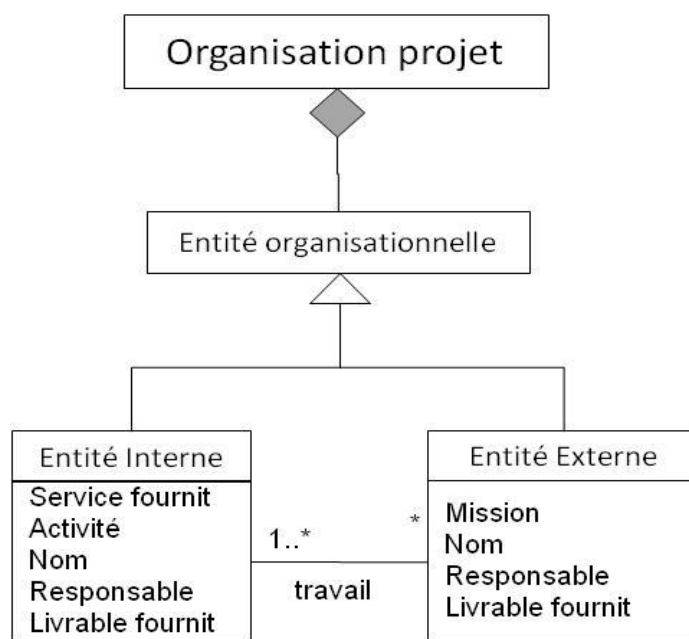 Organisation projet
Entité organisationnelle
Entité Interne
Service fournit
Activité
Nom
Responsable
Livrable fournit
1..*
*
travail
Entité Externe
Mission
Nom
Responsable
Livrable fournit